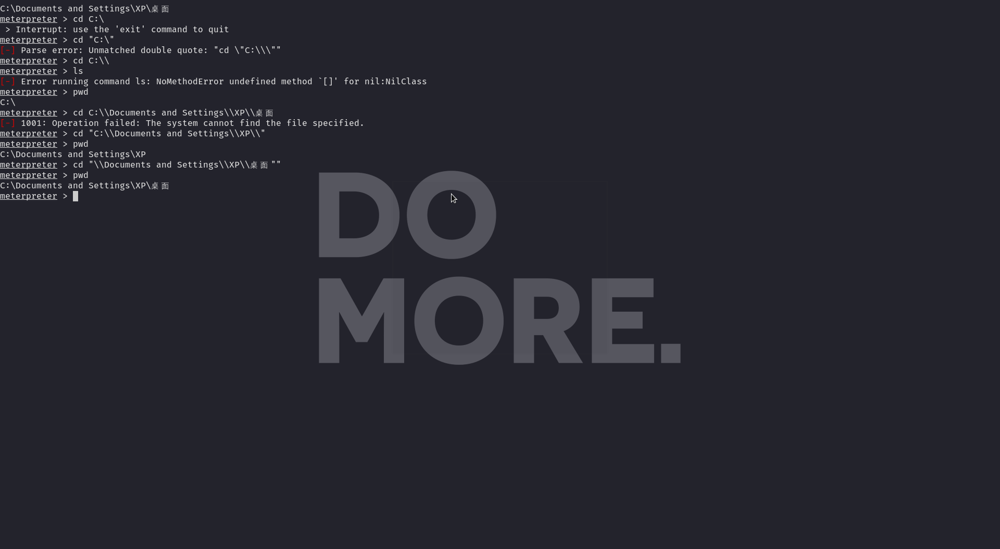 C:\Documents and Settings\XP\桌面
meterpreter > cd C:\
 > Interrupt: use the 'exit' command to quit
meterpreter > cd "C:\"
[-] Parse error: Unmatched double quote: "cd \"C:\\\""
meterpreter > cd C:\\
meterpreter > ls
[-] Error running command ls: NoMethodError undefined method `[]' for nil:NilClass
meterpreter > pwd
C:\
meterpreter > cd C:\\Documents and Settings\\XP\\桌面
[-] 1001: Operation failed: The system cannot find the file specified.
meterpreter > cd "C:\\Documents and Settings\\XP\\"
meterpreter > pwd
C:\Documents and Settings\XP
meterpreter > cd "\\Documents and Settings\\XP\\桌面""
meterpreter > pwd
C:\Documents and Settings\XP\桌面
meterpreter >
DO
MORE.